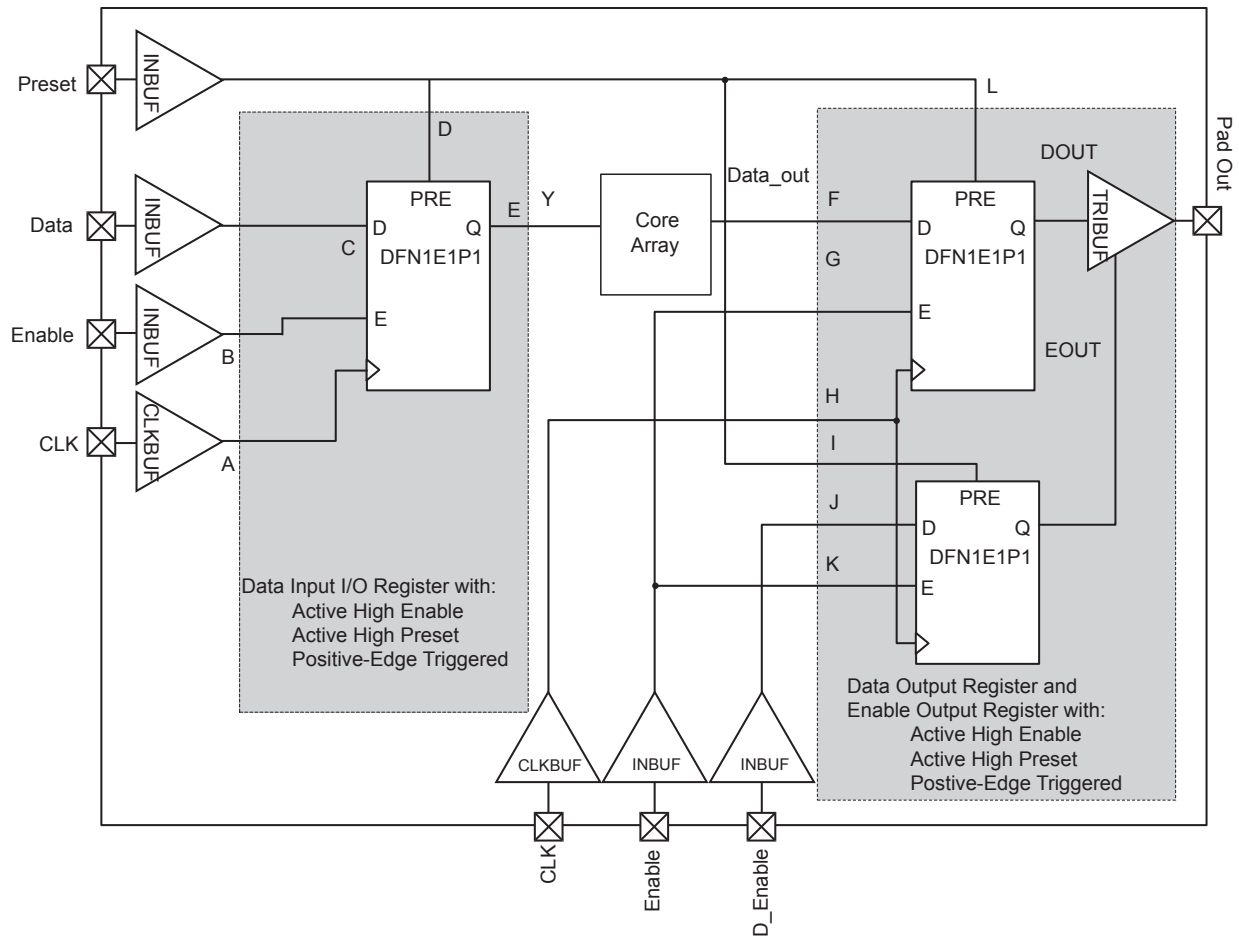 Preset
INBUF
L
D
Pad Out
DOUT
Data
INBUF
PRE
D Q
DFN1E1P1
C
E
E Y
Core
Array
Data_out
F
G
PRE
D Q
DFN1E1P1
E
TRIBUF
EOUT
Enable
INBUF
B
CLK
CLKBUF
A
H
I
J
K
PRE
D Q
DFN1E1P1
E
Data Input I/O Register with:
Active High Enable
Active High Preset
Positive-Edge Triggered
Data Output Register and
Enable Output Register with:
Active High Enable
Active High Preset
Postive-Edge Triggered
CLKBUF
INBUF
INBUF
CLK
Enable
D_Enable